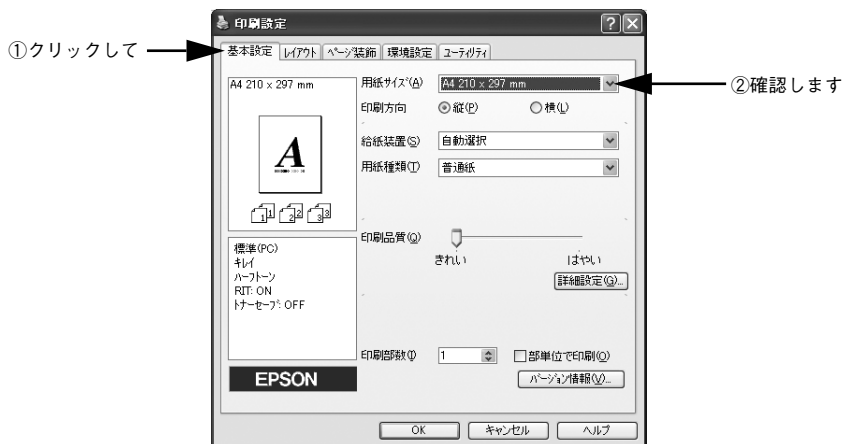 印刷設定
①クリックして
基本設定 レイアウト ページ装飾 環境設定 ユーティリティ
A4 210 x 297 mm
用紙サイズ(A) A4 210 x 297 mm
②確認します
印刷方向 縦(P) 横(L)
給紙装置(S) 自動選択
A
用紙種類(T) 普通紙
1 1 2 2 3 3
印刷品質(Q)
きれい はやい
標準(PC)
キレイ
ハーフトーン
RIT: ON
トナーセーブ: OFF
詳細設定(G)...
印刷部数(I) 1 部単位で印刷(O)
EPSON
バージョン情報(V)...
OK キャンセル ヘルプ